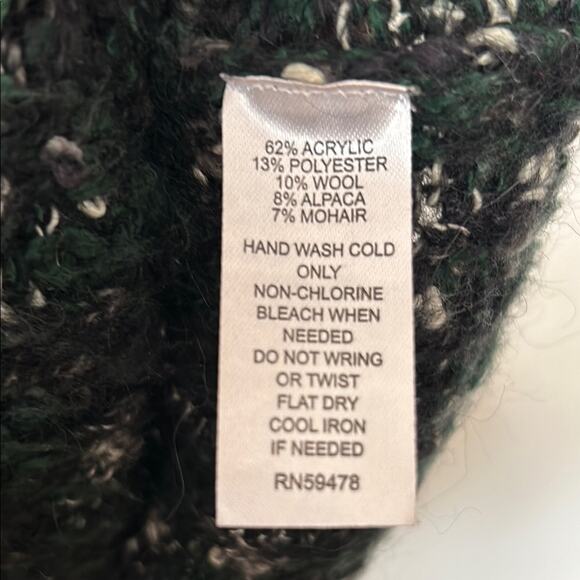 62% ACRYLIC
13% POLYESTER
10% WOOL
8% ALPACA
7% MOHAIR
HAND WASH COLD
ONLY
NON-CHLORINE
BLEACH WHEN
NEEDED
DO NOT WRING
OR TWIST
FLAT DRY
COOL IRON
IF NEEDED
RN59478